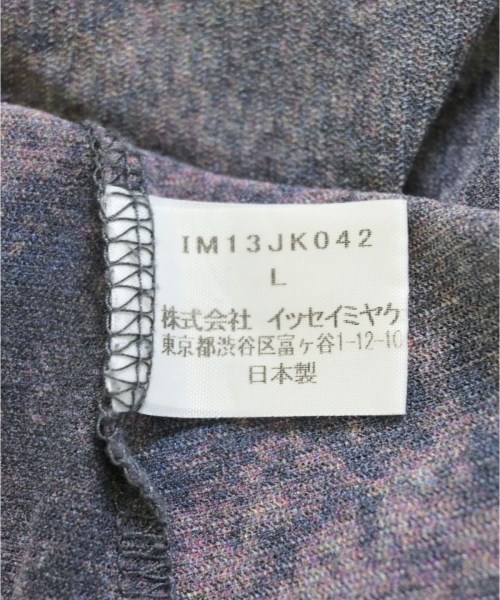 IM13JK042
L
株式会社 イッセイミヤケ
東京都渋谷区富ヶ谷1-12-10
日本製